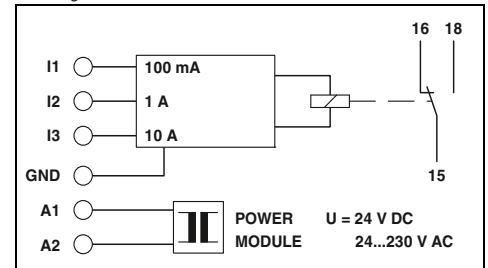 16 18
I1 100 mA
I2 1 A
I3 10 A
GND 15
A1
POWER U = 24 V DC
A2 MODULE 24...230 V AC